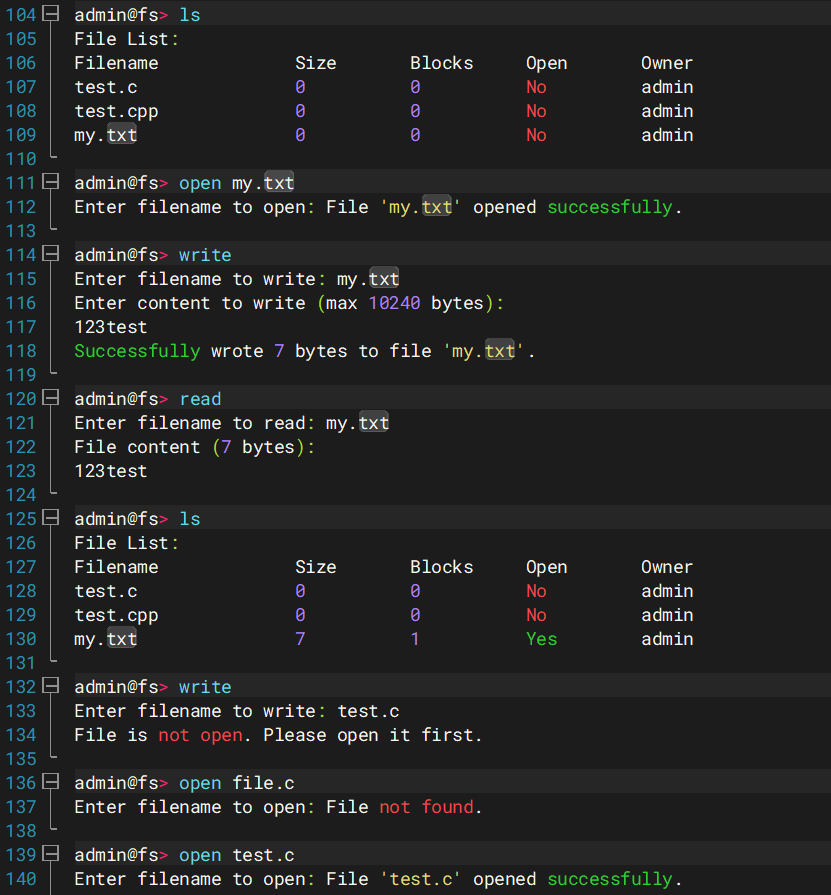 104 admin@fs> ls
105 File List:
106 Filename Size Blocks Open Owner
107 test.c 0 0 No admin
108 test.cpp 0 0 No admin
109 my.txt 0 0 No admin
110
111 admin@fs> open my.txt
112 Enter filename to open: File 'my.txt' opened successfully.
113
114 admin@fs> write
115 Enter filename to write: my.txt
116 Enter content to write (max 10240 bytes):
117 123test
118 Successfully wrote 7 bytes to file 'my.txt'.
119
120 admin@fs> read
121 Enter filename to read: my.txt
122 File content (7 bytes):
123 123test
124
125 admin@fs> ls
126 File List:
127 Filename Size Blocks Open Owner
128 test.c 0 0 No admin
129 test.cpp 0 0 No admin
130 my.txt 7 1 Yes admin
131
132 admin@fs> write
133 Enter filename to write: test.c
134 File is not open. Please open it first.
135
136 admin@fs> open file.c
137 Enter filename to open: File not found.
138
139 admin@fs> open test.c
140 Enter filename to open: File 'test.c' opened successfully.